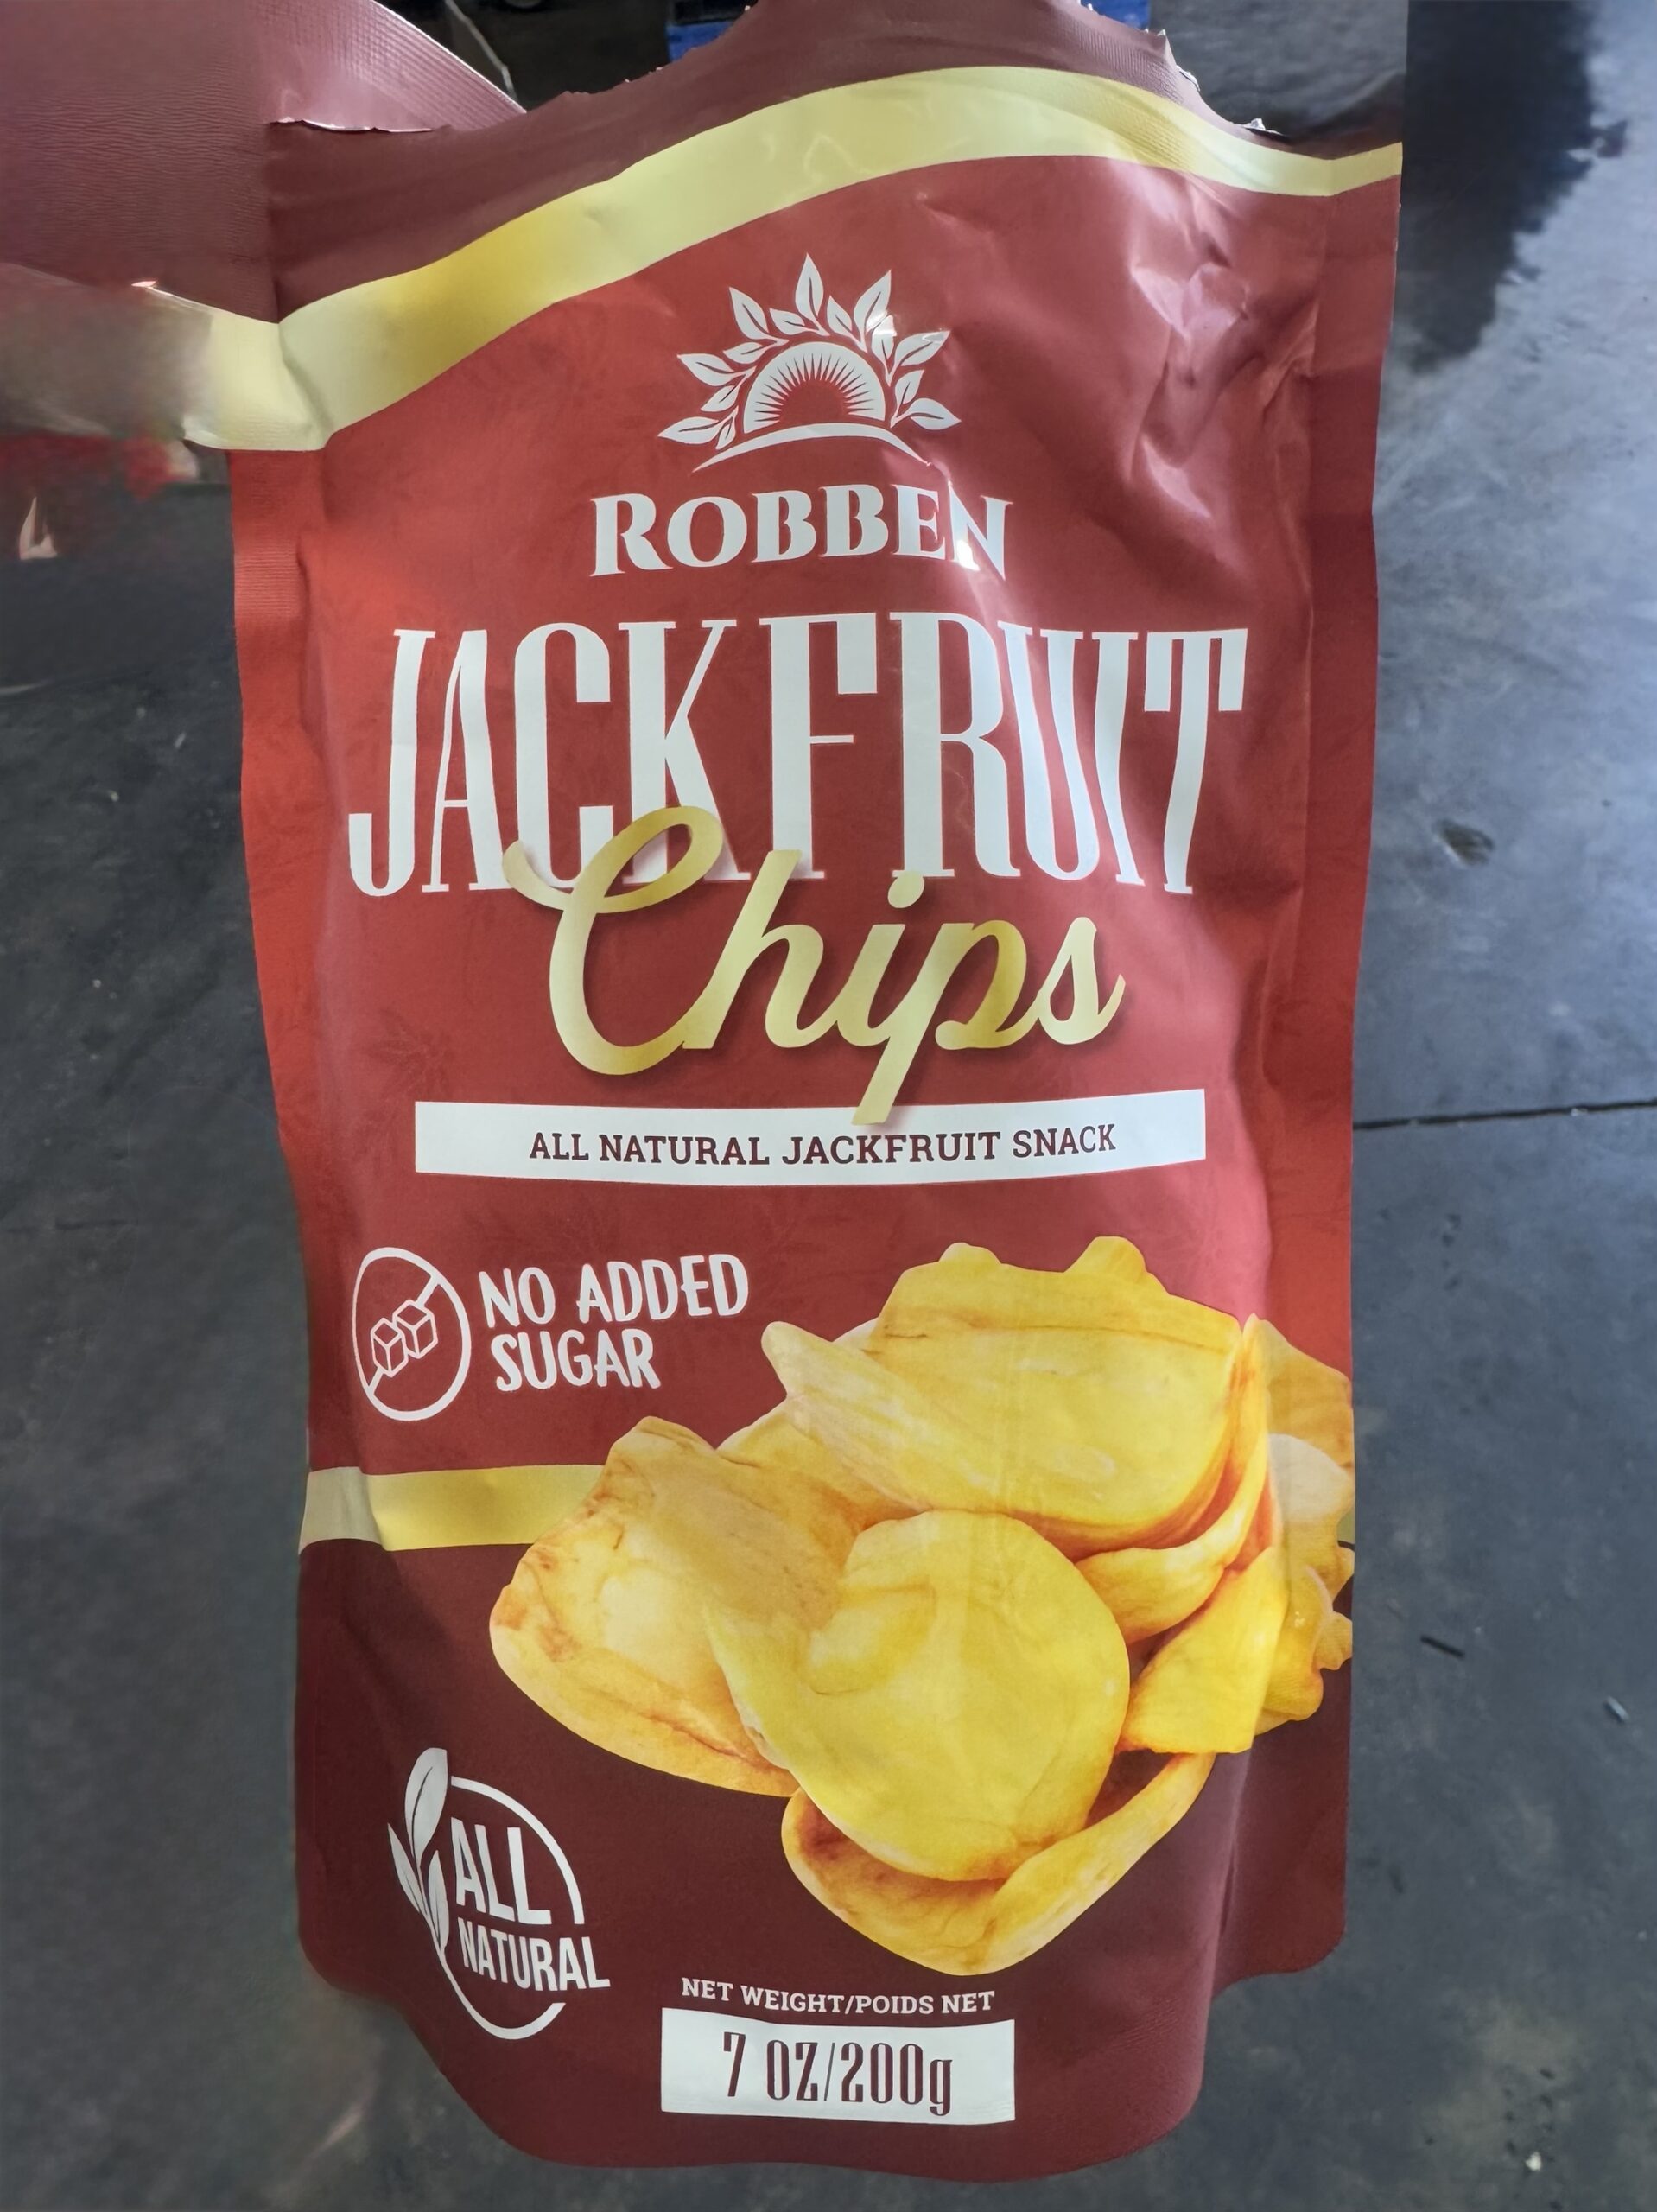 ROBBEN
JACKFRUIT
Chips
ALL NATURAL JACKFRUIT SNACK
NO ADDED
SUGAR
ALL
NATURAL
NET WEIGHT/POIDS NET
7 OZ/200g